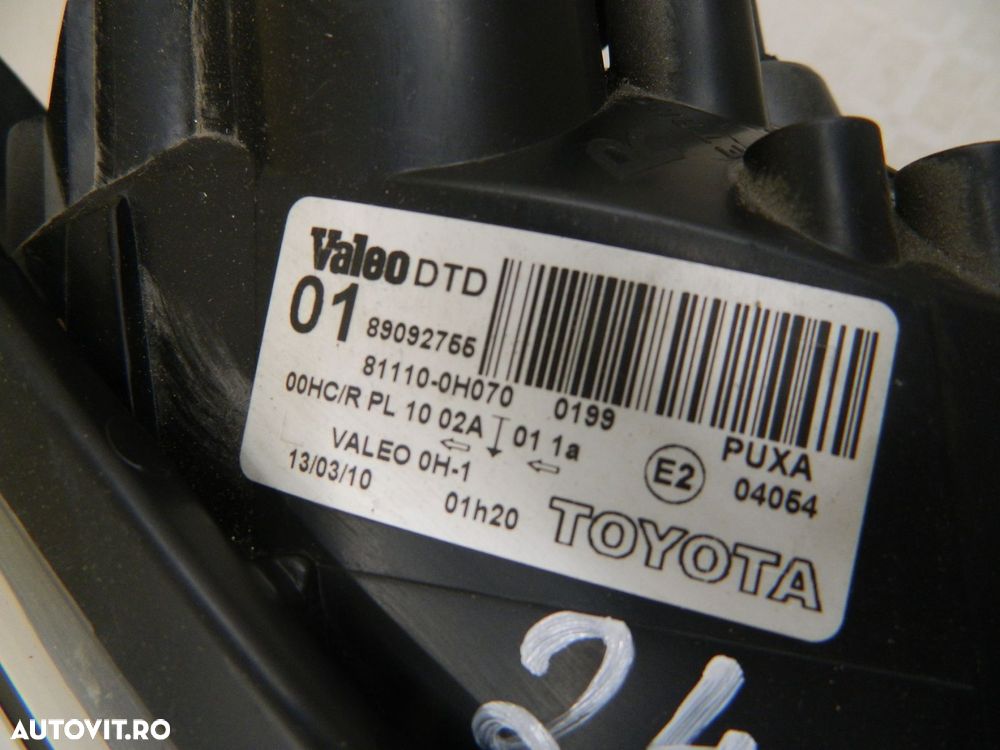 Valeo DTD
01 89092755
81110-0H070 0199
00HC/R PL 10 02A 01 1a
VALEO 0H-1
13/03/10 01h20
E2
PUXA
04054
TOYOTA
24
AUTOVIT.RO